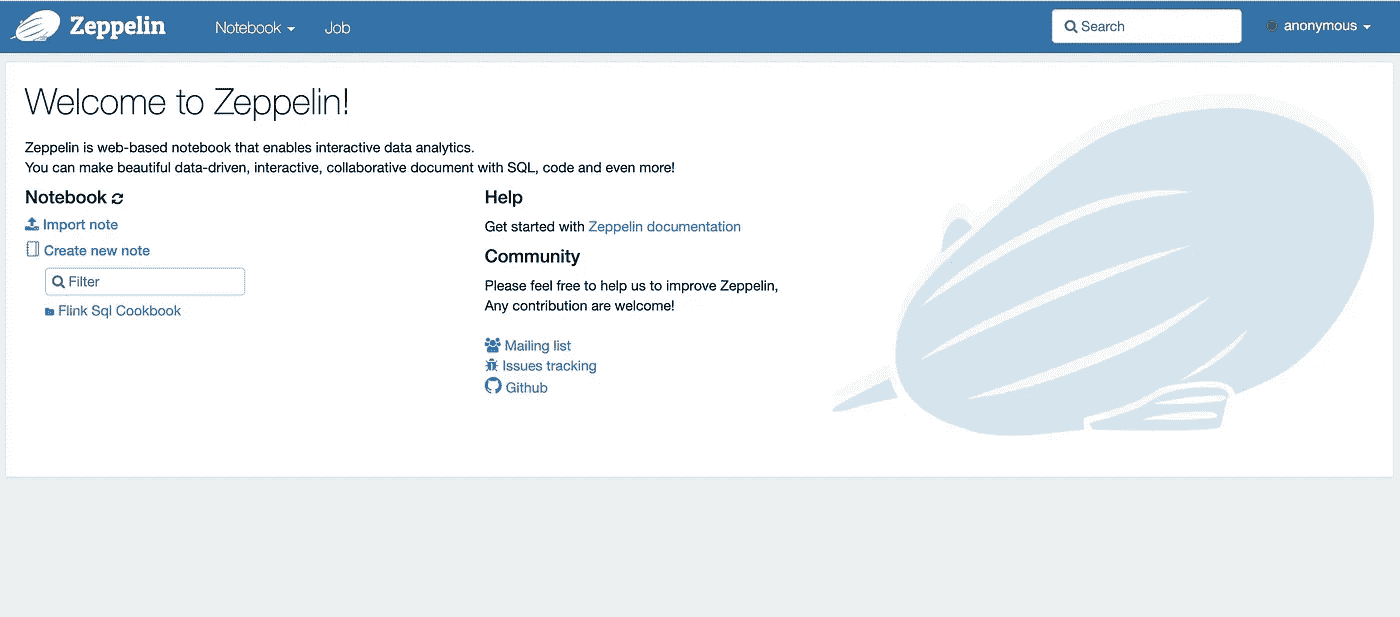 Zeppelin
Notebook
Job
Search
anonymous
Welcome to Zeppelin!
Zeppelin is web-based notebook that enables interactive data analytics.
You can make beautiful data-driven, interactive, collaborative document with SQL, code and even more!
Notebook
Import note
Create new note
Filter
Flink Sql Cookbook
Help
Get started with Zeppelin documentation
Community
Please feel free to help us to improve Zeppelin,
Any contribution are welcome!
Mailing list
Issues tracking
Github